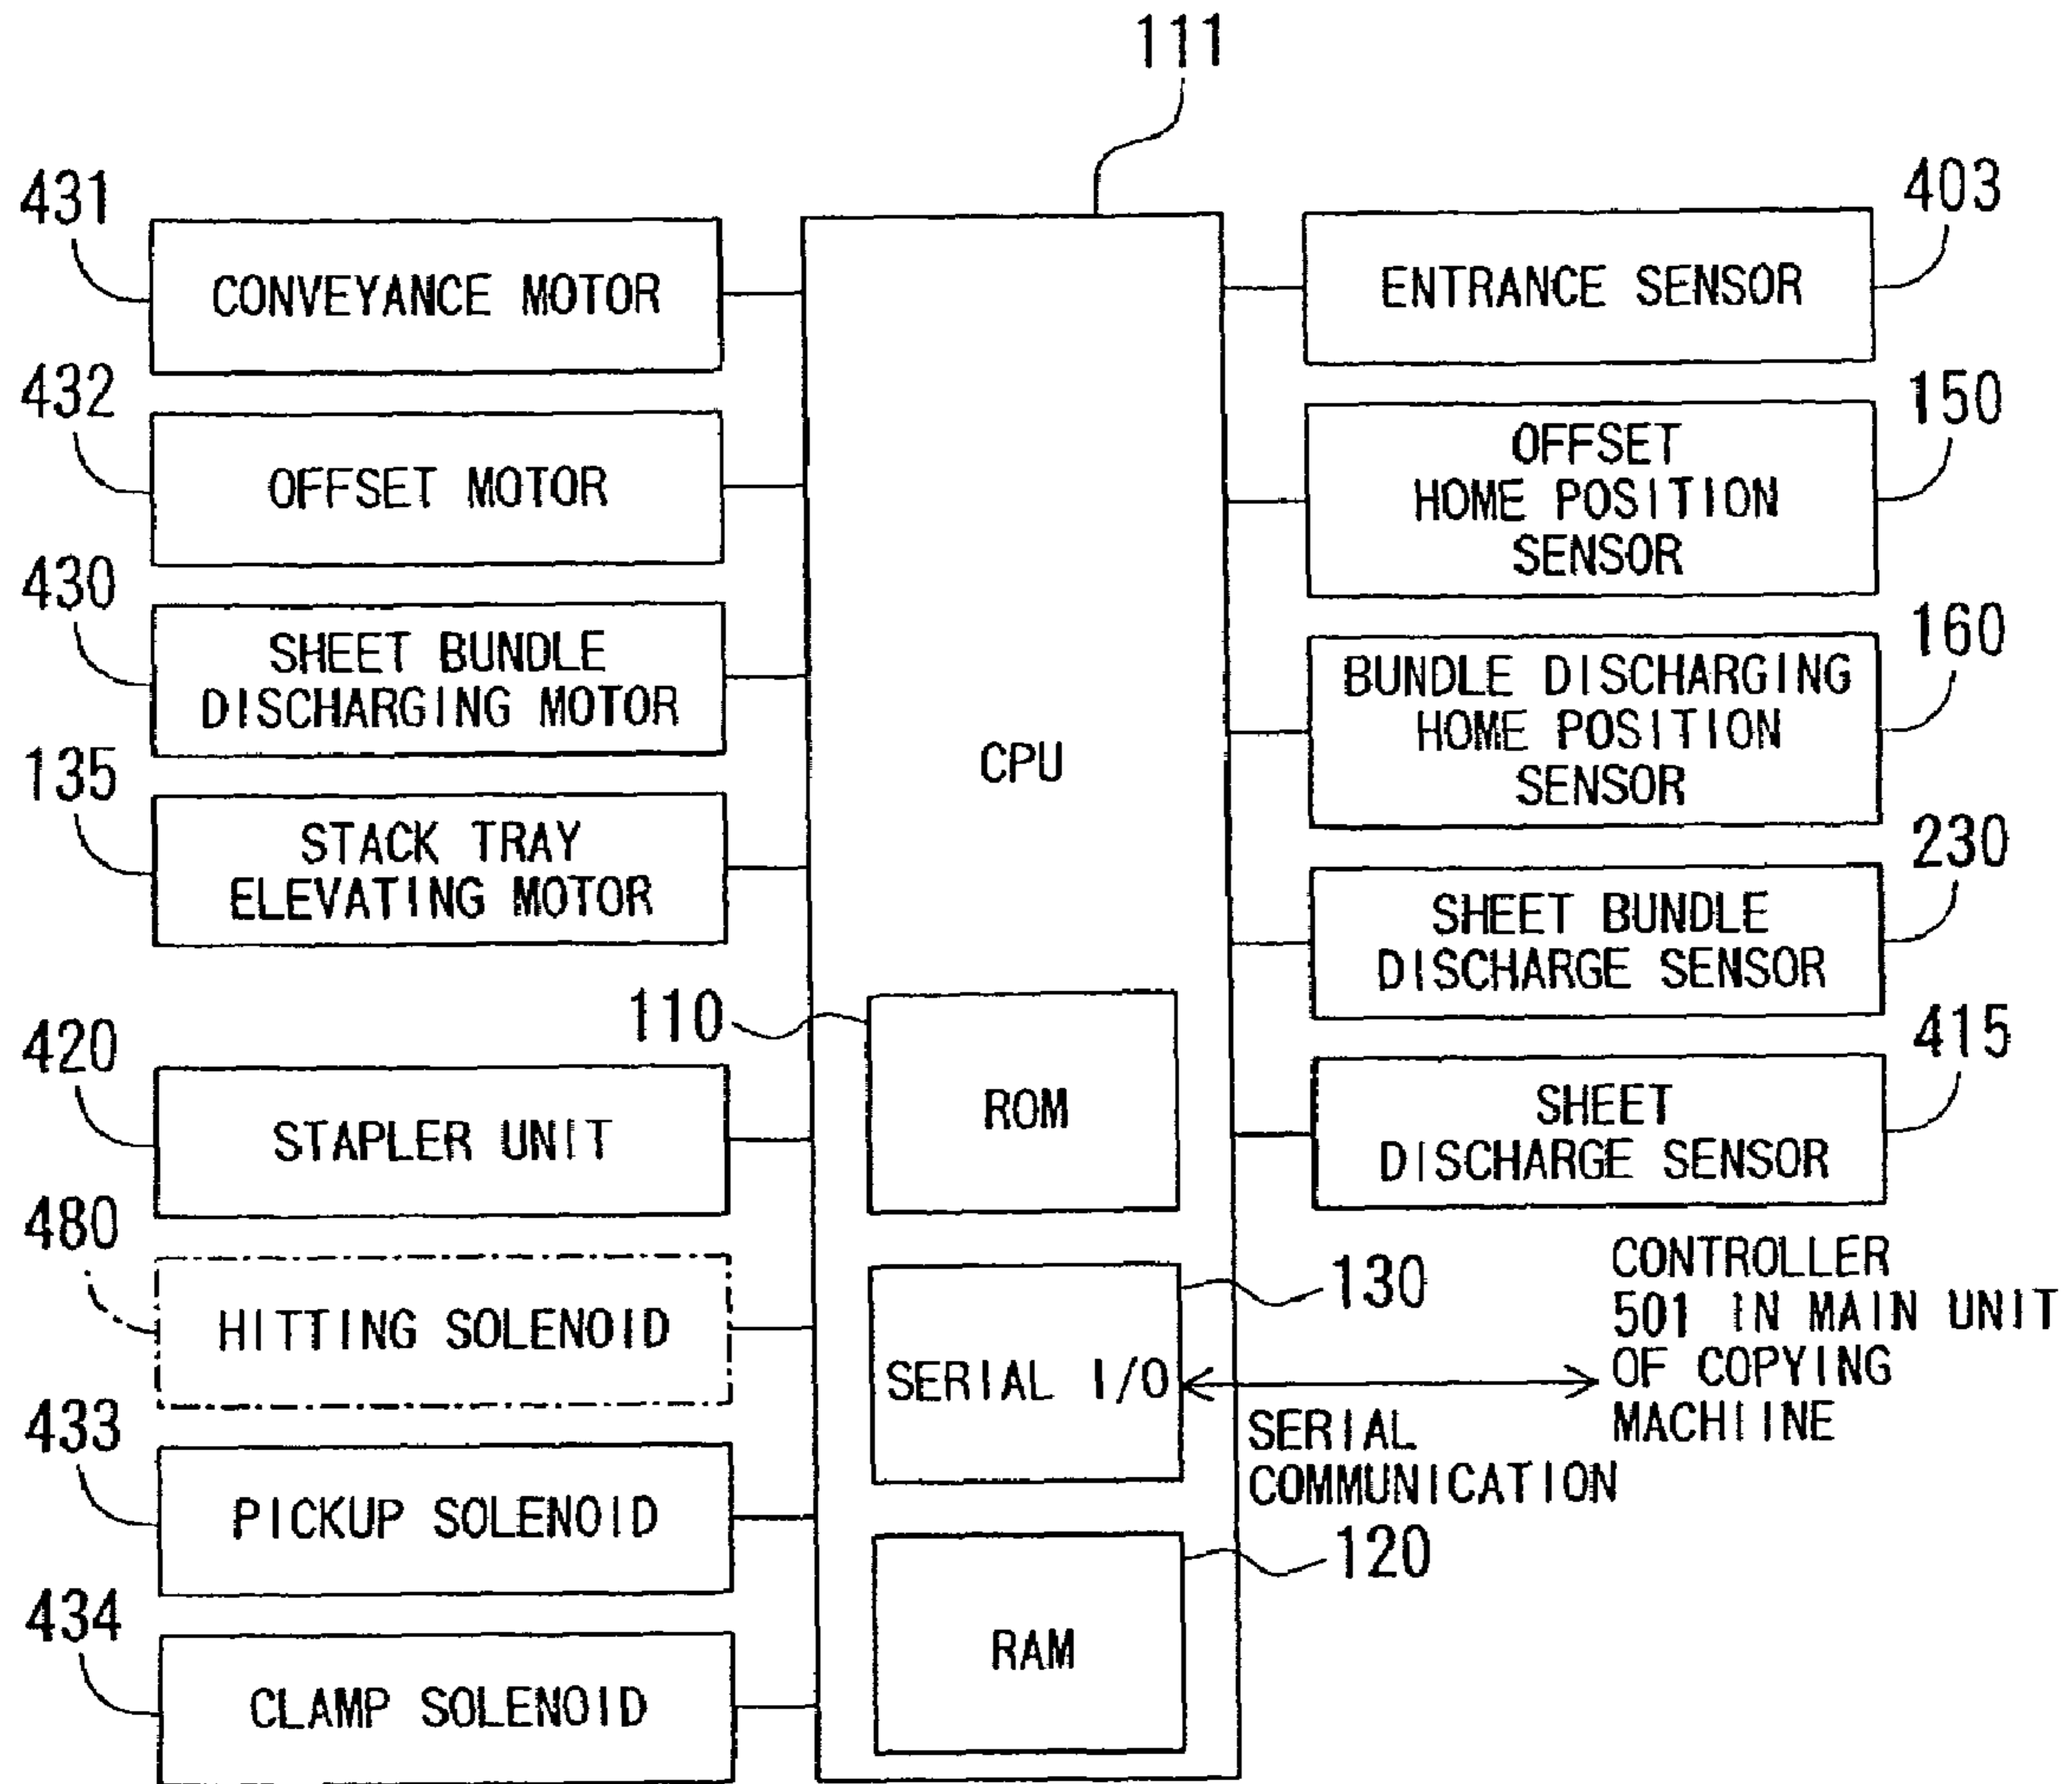 111
431
CONVEYANCE MOTOR
432
OFFSET MOTOR
430
SHEET BUNDLE
DISCHARGING MOTOR
135
STACK TRAY
ELEVATING MOTOR
420
STAPLER UNIT
480
HITTING SOLENOID
433
PICKUP SOLENOID
434
CLAMP SOLENOID
CPU
110
ROM
130
SERIAL I/O
120
RAM
403
ENTRANCE SENSOR
150
OFFSET
HOME POSITION
SENSOR
160
BUNDLE DISCHARGING
HOME POSITION
SENSOR
230
SHEET BUNDLE
DISCHARGE SENSOR
415
SHEET
DISCHARGE SENSOR
CONTROLLER
501 IN MAIN UNIT
OF COPYING
MACHIINE
SERIAL
COMMUNICATION